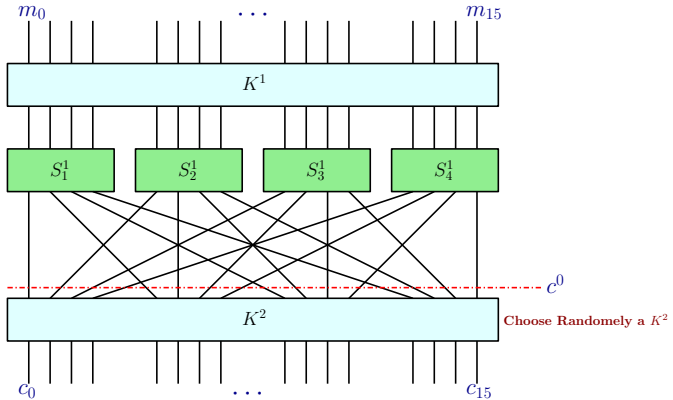 m₀ ... m₁₅
K¹
S₁¹ S₂¹ S₃¹ S₄¹
c⁰
K² Choose Randomely a K²
c₀ ... c₁₅